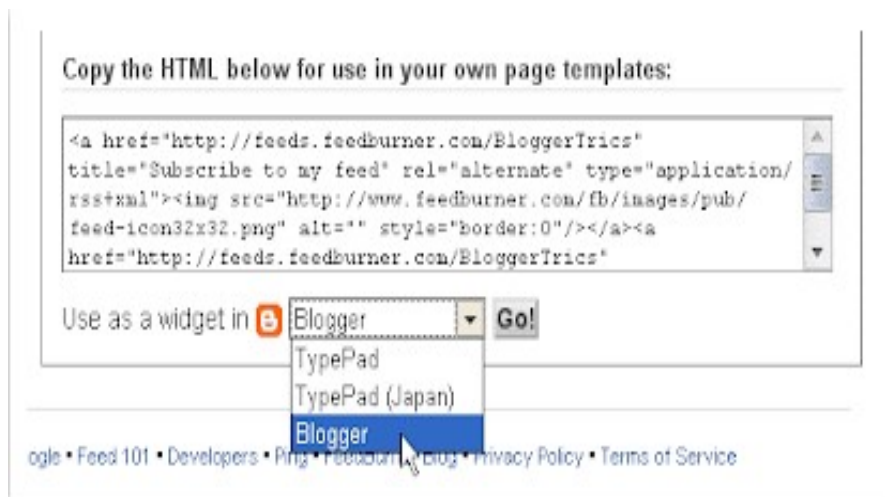 Copy the HTML below for use in your own page templates:
<a href="http://feeds.feedburner.com/BloggerTrics"
title="Subscribe to my feed" rel="alternate" type="application/
rss+xml"><img src="http://www.feedburner.com/fb/images/pub/
feed-icon32x32.png" alt="" style="border:0"/></a><a
href="http://feeds.feedburner.com/BloggerTrics"
Use as a widget in Blogger Go!
TypePad
TypePad (Japan)
Blogger
ogle • Feed 101 • Developers • Ping • FeedBurner Blog • Privacy Policy • Terms of Service